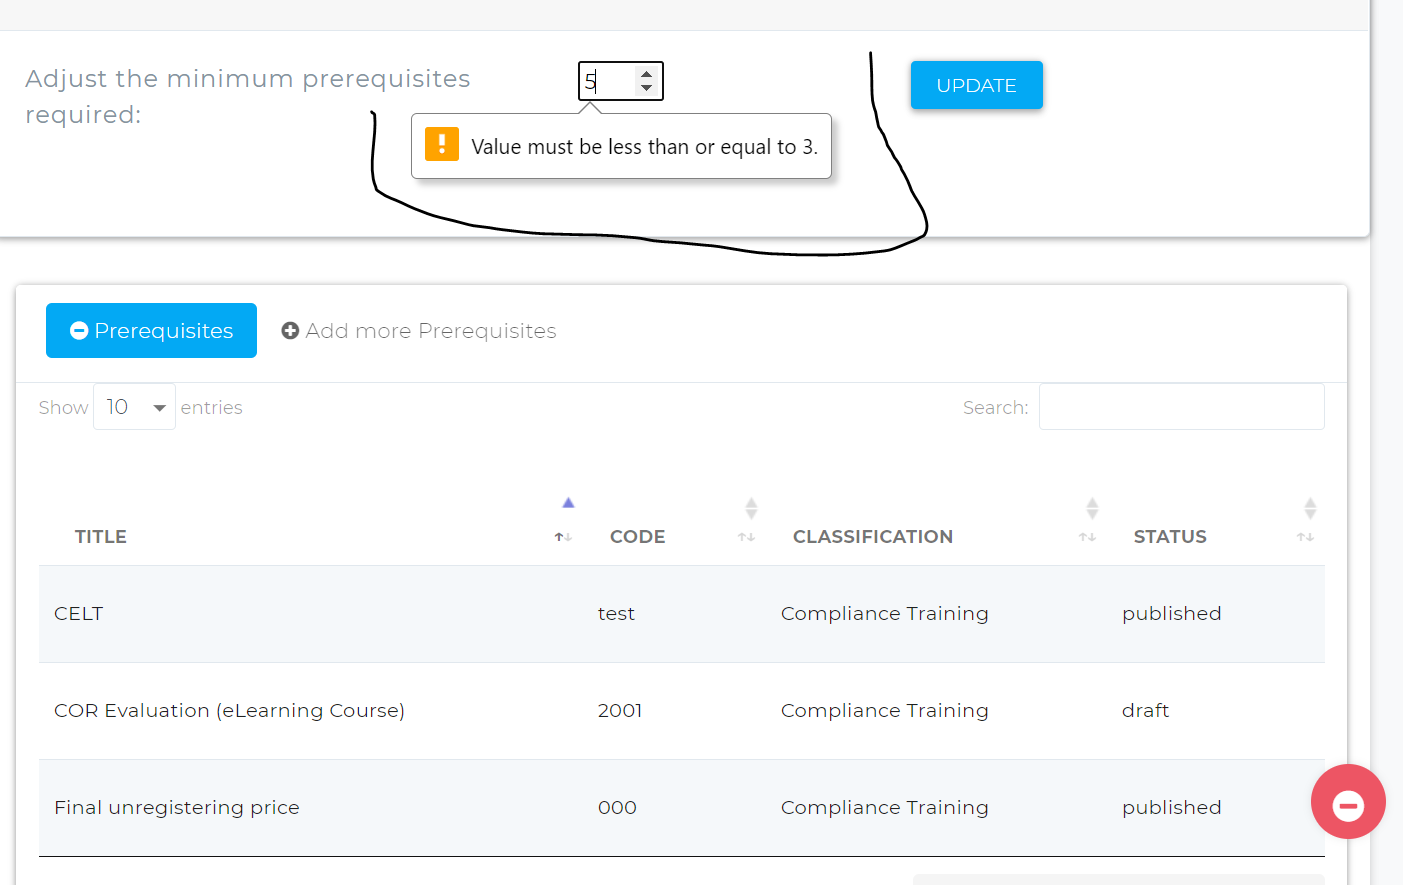 Adjust the minimum prerequisites
required:
5
UPDATE
Value must be less than or equal to 3.
Prerequisites
Add more Prerequisites
Show 10 entries
Search:
TITLE CODE CLASSIFICATION STATUS
CELT test Compliance Training published
COR Evaluation (eLearning Course) 2001 Compliance Training draft
Final unregistering price 000 Compliance Training published